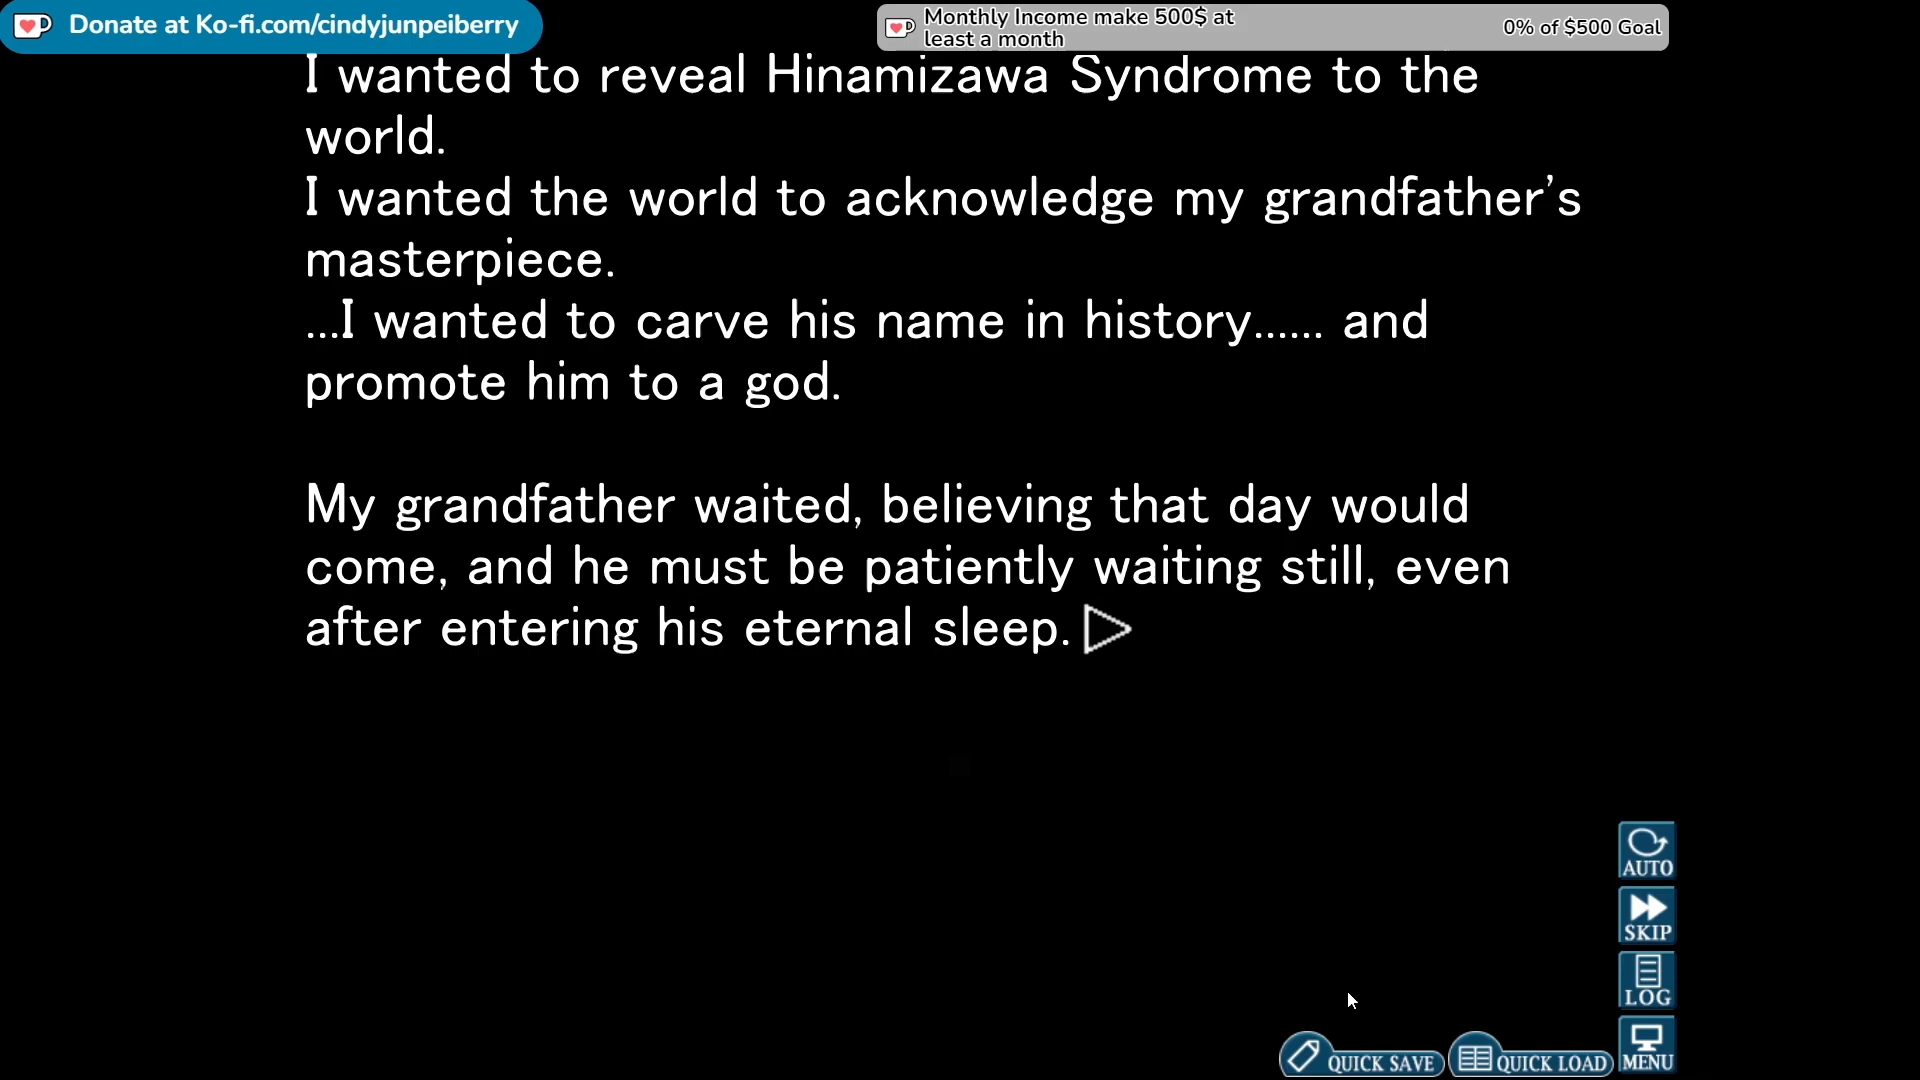 Donate at Ko-fi.com/cindyjunpeiberry
Monthly Income make 500$ at
least a month
0% of $500 Goal
I wanted to reveal Hinamizawa Syndrome to the
world.
I wanted the world to acknowledge my grandfather's
masterpiece.
...I wanted to carve his name in history...... and
promote him to a god.
My grandfather waited, believing that day would
come, and he must be patiently waiting still, even
after entering his eternal sleep.
AUTO
SKIP
LOG
MENU
QUICK SAVE
QUICK LOAD